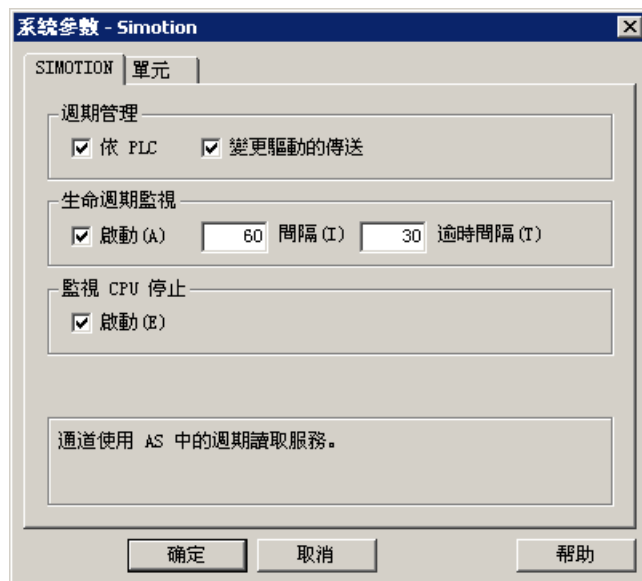 系統參數 - Simotion
SIMOTION 單元
週期管理
依 PLC 變更驅動的傳送
生命週期監視
啟動(A) 60 間隔(I) 30 逾時間隔(T)
監視 CPU 停止
啟動(E)
通道使用 AS 中的週期讀取服務。
确定 取消 帮助